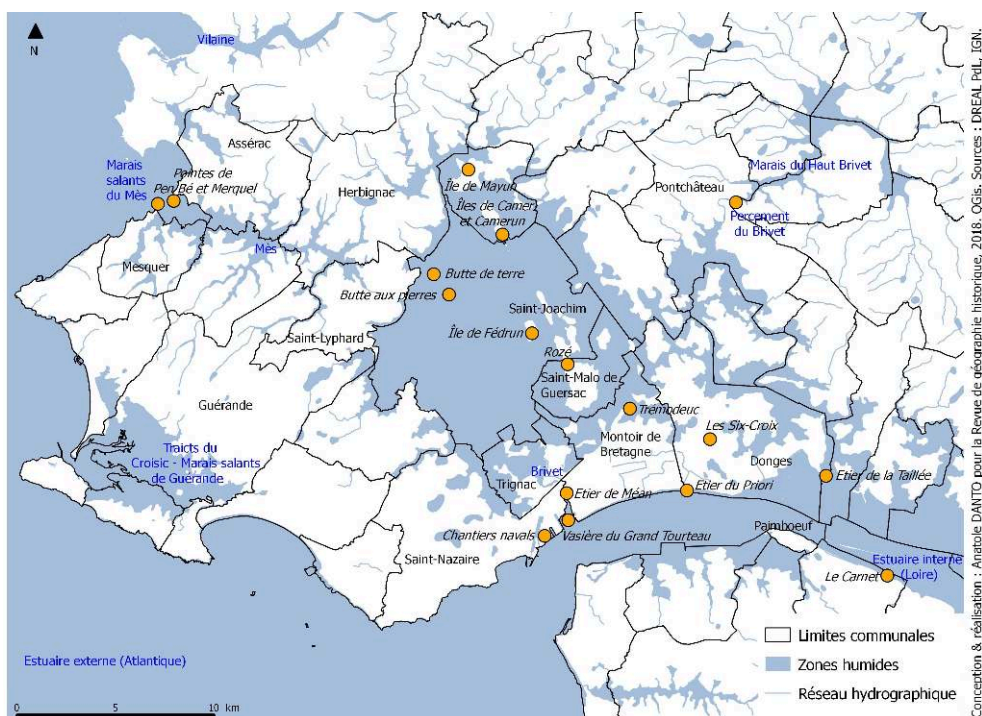 N
Vilaine
Assérac
Marais
salants
du Mès
Pointes de
Pen Bé et Merquel
Herbignac
Île de Mayun
Îles de Camer
et Camerun
Pontchâteau
Marais du Haut Brivet
Percement
du Brivet
Mesquer
Mès
Butte de terre
Butte aux pierres
Saint-Joachim
Saint-Lyphard
Île de Fédrun
Rozé
Saint-Malo de
Guersac
Guérande
Trémodeuc
Les Six-Croix
Montoir de
Bretagne
Donges
Traicts du
Croisic - Marais salants
de Guérande
Brivet
Trignac
Etier de Méan
Etier du Priori
Etier de la Taillée
Chantiers navals
Vasière du Grand Tourteau
Paimboeuf
Saint-Nazaire
Estuaire interne
(Loire)
Le Carnet
Estuaire externe (Atlantique)
Limites communales
Zones humides
Réseau hydrographique
0 5 10 km
Conception & réalisation : Anatole DANTO pour la Revue de géographie historique, 2018. QGis. Sources : DREAL PdL, IGN.